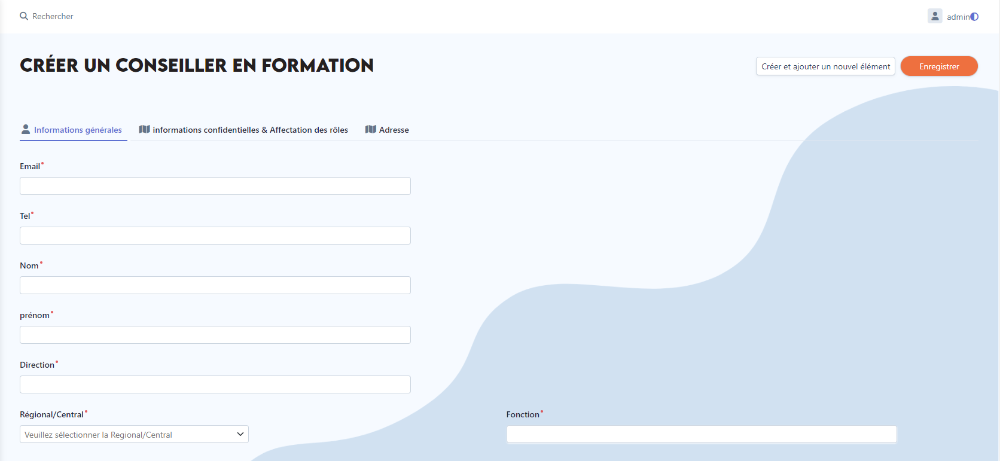 Rechercher
admin
CRÉER UN CONSEILLER EN FORMATION
Créer et ajouter un nouvel élément
Enregistrer
Informations générales
informations confidentielles & Affectation des rôles
Adresse
Email
Tel
Nom
prénom
Direction
Régional/Central
Fonction
Veuillez sélectionner la Regional/Central